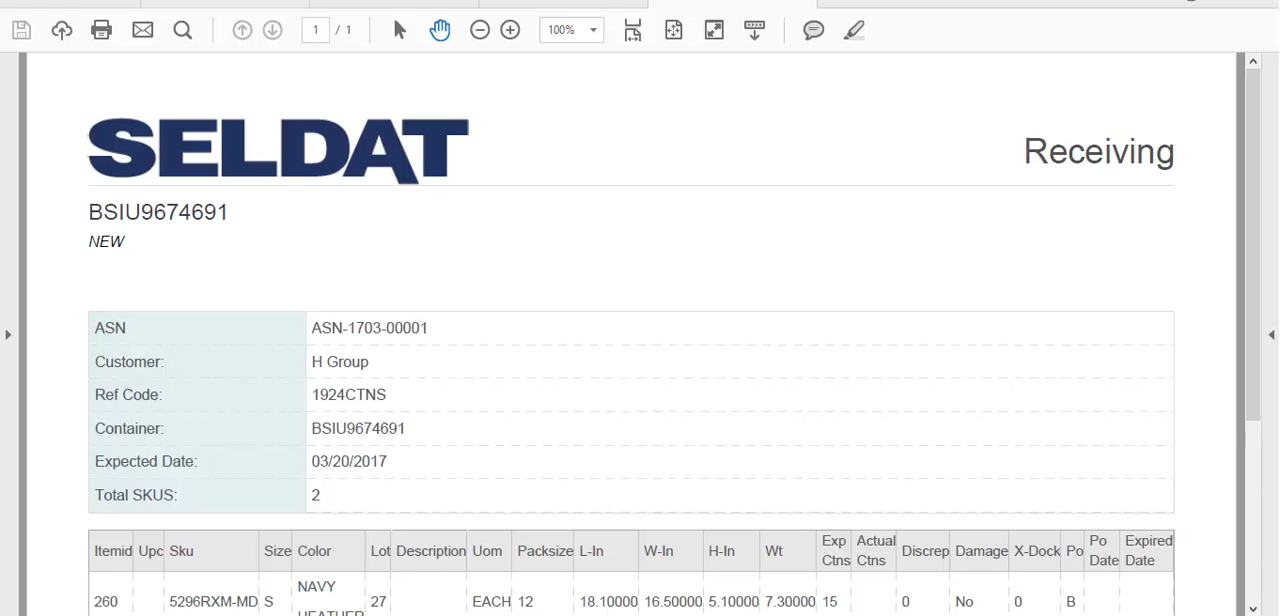 1 / 1 100%
SELDAT
Receiving
BSIU9674691
NEW
ASN ASN-1703-00001
Customer: H Group
Ref Code: 1924CTNS
Container: BSIU9674691
Expected Date: 03/20/2017
Total SKUS: 2
Itemid Upc Sku Size Color Lot Description Uom Packsize L-In W-In H-In Wt Exp Ctns Actual Ctns Discrep Damage X-Dock Po Po Date Expired Date
260 5296RXM-MD S NAVY HEATHER 27 EACH 12 18.10000 16.50000 5.10000 7.30000 15 0 No 0 B